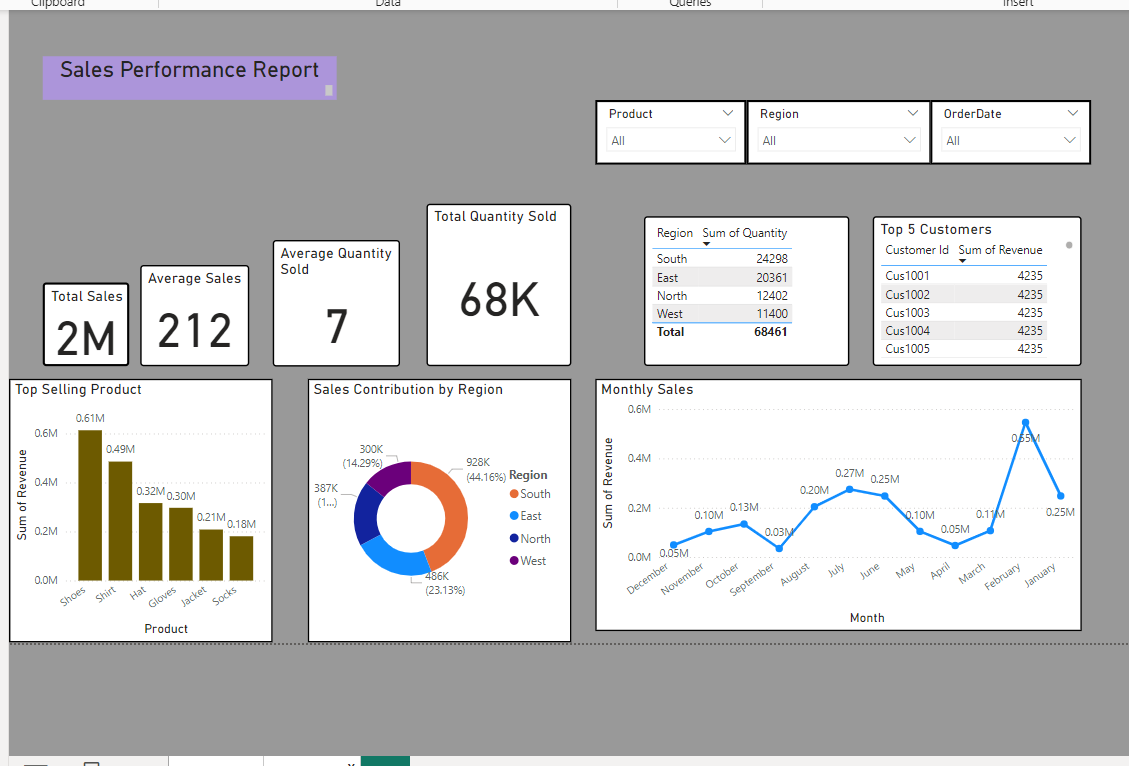 Clipboard
Data
Queries
Insert
Sales Performance Report
Product
Region
OrderDate
All
All
All
Total Sales
2M
Average Sales
212
Average Quantity
Sold
7
Total Quantity Sold
68K
Region Sum of Quantity
South 24298
East 20361
North 12402
West 11400
Total 68461
Top 5 Customers
Customer Id Sum of Revenue
Cus1001 4235
Cus1002 4235
Cus1003 4235
Cus1004 4235
Cus1005 4235
Top Selling Product
Sum of Revenue
0.6M
0.4M
0.2M
0.0M
0.61M
0.49M
0.32M
0.30M
0.21M
0.18M
Shoes
Shirt
Hat
Gloves
Jacket
Socks
Product
Sales Contribution by Region
300K
(14.29%)
387K
(1...)
928K
(44.16%)
486K
(23.13%)
Region
South
East
North
West
Monthly Sales
Sum of Revenue
0.6M
0.4M
0.2M
0.0M
0.05M
0.10M
0.13M
0.03M
0.20M
0.27M
0.25M
0.10M
0.05M
0.11M
0.55M
0.25M
December
November
October
September
August
July
June
May
April
March
February
January
Month